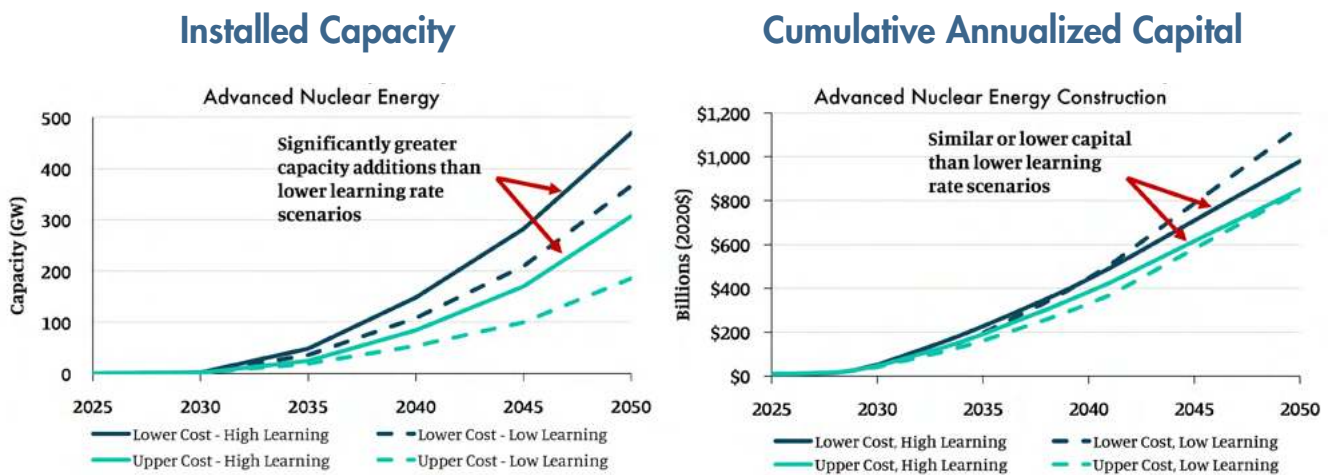 Installed Capacity
Advanced Nuclear Energy
500
400
300
200
100
0
Capacity (GW)
Significantly greater
capacity additions than
lower learning rate
scenarios
2025 2030 2035 2040 2045 2050
Lower Cost - High Learning Lower Cost - Low Learning
Upper Cost - High Learning Upper Cost - Low Learning
Cumulative Annualized Capital
Advanced Nuclear Energy Construction
$1,200
$1,000
$800
$600
$400
$200
$0
Billions (2020$)
Similar or lower capital
than lower learning
rate scenarios
2025 2030 2035 2040 2045 2050
Lower Cost, High Learning Lower Cost, Low Learning
Upper Cost, High Learning Upper Cost, Low Learning